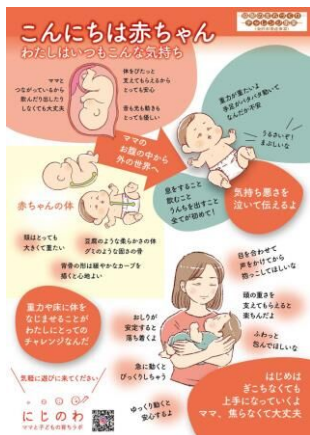 こんにちは赤ちゃん
わたしはいつもこんな気持ち
ママと
つながっているから
飲んだり出したり
しなくても大丈夫
体をぴたっと
支えてもらえるから
とっても安心
音も光も動きも
とっても優しい
重力が重たいよ
手足がバタバタ動いて
なんだか不安
うるさいぞ!
まぶしいな
ママの
お腹の中から
外の世界へ
息をすること
飲むこと
うんちを出すこと
全てが初めて!
気持ち悪さを
泣いて伝えるよ
赤ちゃんの体
頭はとっても
大きくて重たい
豆腐のような柔らかさの体
グミのような固さの骨
背骨の形は緩やかなカーブを
描くと心地よい
目を合わせて
声をかけてから
抱っこしてほしいな
頭の重さを
支えてもらえると
楽ちんだよ
ふわっと
包んでほしいな
重力や床に体を
なじませることが
わたしにとっての
チャレンジなんだ
おしりが
安定すると
落ち着くよ
急に動くと
びっくりしちゃう
ゆっくり動くと
安心するよ
気軽に遊びに来てください
にじのわ
ママと子どもの育ちラボ
はじめは
ぎこちなくても
上手になっていくよ
ママ、焦らなくて大丈夫